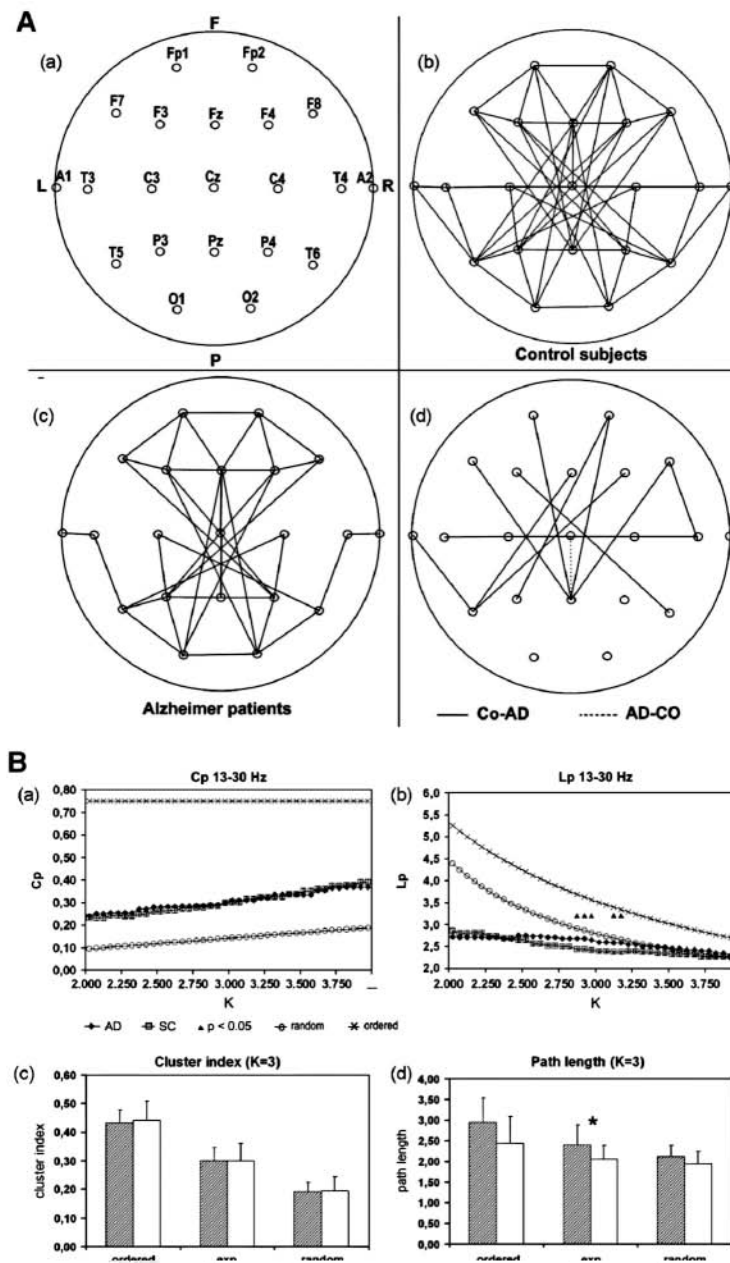 A
F
(a)
Fp1 Fp2
F7 F3 Fz F4 F8
L A1 T3 C3 Cz C4 T4 A2 R
T5 P3 Pz P4 T6
O1 O2
P
(b)
Control subjects
(c)
Alzheimer patients
(d)
Co-AD AD-CO
B
(a)
Cp 13-30 Hz
Cp
0,80
0,70
0,60
0,50
0,40
0,30
0,20
0,10
0,00
2.000 2.250 2.500 2.750 3.000 3.250 3.500 3.750
K
(b)
Lp 13-30 Hz
Lp
6,0
5,5
5,0
4,5
4,0
3,5
3,0
2,5
2,0
2.000 2.250 2.500 2.750 3.000 3.250 3.500 3.750
K
AD SC p < 0.05 random ordered
(c)
Cluster index (K=3)
cluster index
0,60
0,50
0,40
0,30
0,20
0,10
0,00
ordered exp random
(d)
Path length (K=3)
path length
4,00
3,50
3,00
2,50
2,00
1,50
1,00
0,50
0,00
*
ordered exp random